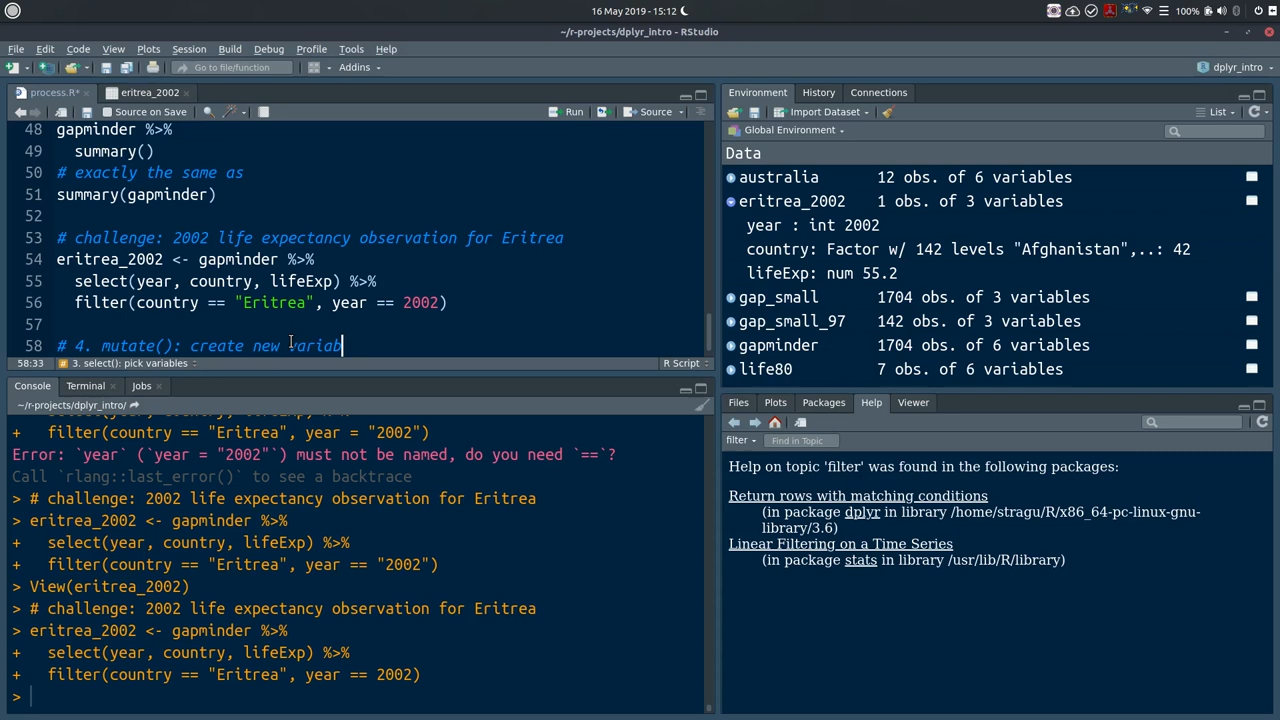 16 May 2019 - 15:12
100%
~/r-projects/dplyr_intro - RStudio
File Edit Code View Plots Session Build Debug Profile Tools Help
Go to file/function Addins dplyr_intro
process.R* eritrea_2002
Source on Save Run Source
48 gapminder %>%
49 summary()
50 # exactly the same as
51 summary(gapminder)
52
53 # challenge: 2002 life expectancy observation for Eritrea
54 eritrea_2002 <- gapminder %>%
55 select(year, country, lifeExp) %>%
56 filter(country == "Eritrea", year == 2002)
57
58 # 4. mutate(): create new variab
58:33 3. select(): pick variables R Script
Console Terminal Jobs
~/r-projects/dplyr_intro/
+ filter(country == "Eritrea", year = "2002")
Error: `year` (`year = "2002"`) must not be named, do you need `==`?
Call `rlang::last_error()` to see a backtrace
> # challenge: 2002 life expectancy observation for Eritrea
> eritrea_2002 <- gapminder %>%
+ select(year, country, lifeExp) %>%
+ filter(country == "Eritrea", year == "2002")
> View(eritrea_2002)
> # challenge: 2002 life expectancy observation for Eritrea
> eritrea_2002 <- gapminder %>%
+ select(year, country, lifeExp) %>%
+ filter(country == "Eritrea", year == 2002)
>
Environment History Connections
Import Dataset List
Global Environment
Data
australia 12 obs. of 6 variables
eritrea_2002 1 obs. of 3 variables
year : int 2002
country: Factor w/ 142 levels "Afghanistan",..: 42
lifeExp: num 55.2
gap_small 1704 obs. of 3 variables
gap_small_97 142 obs. of 3 variables
gapminder 1704 obs. of 6 variables
life80 7 obs. of 6 variables
Files Plots Packages Help Viewer
filter Find in Topic
Help on topic 'filter' was found in the following packages:
Return rows with matching conditions
(in package dplyr in library /home/stragu/R/x86_64-pc-linux-gnu-
library/3.6)
Linear Filtering on a Time Series
(in package stats in library /usr/lib/R/library)